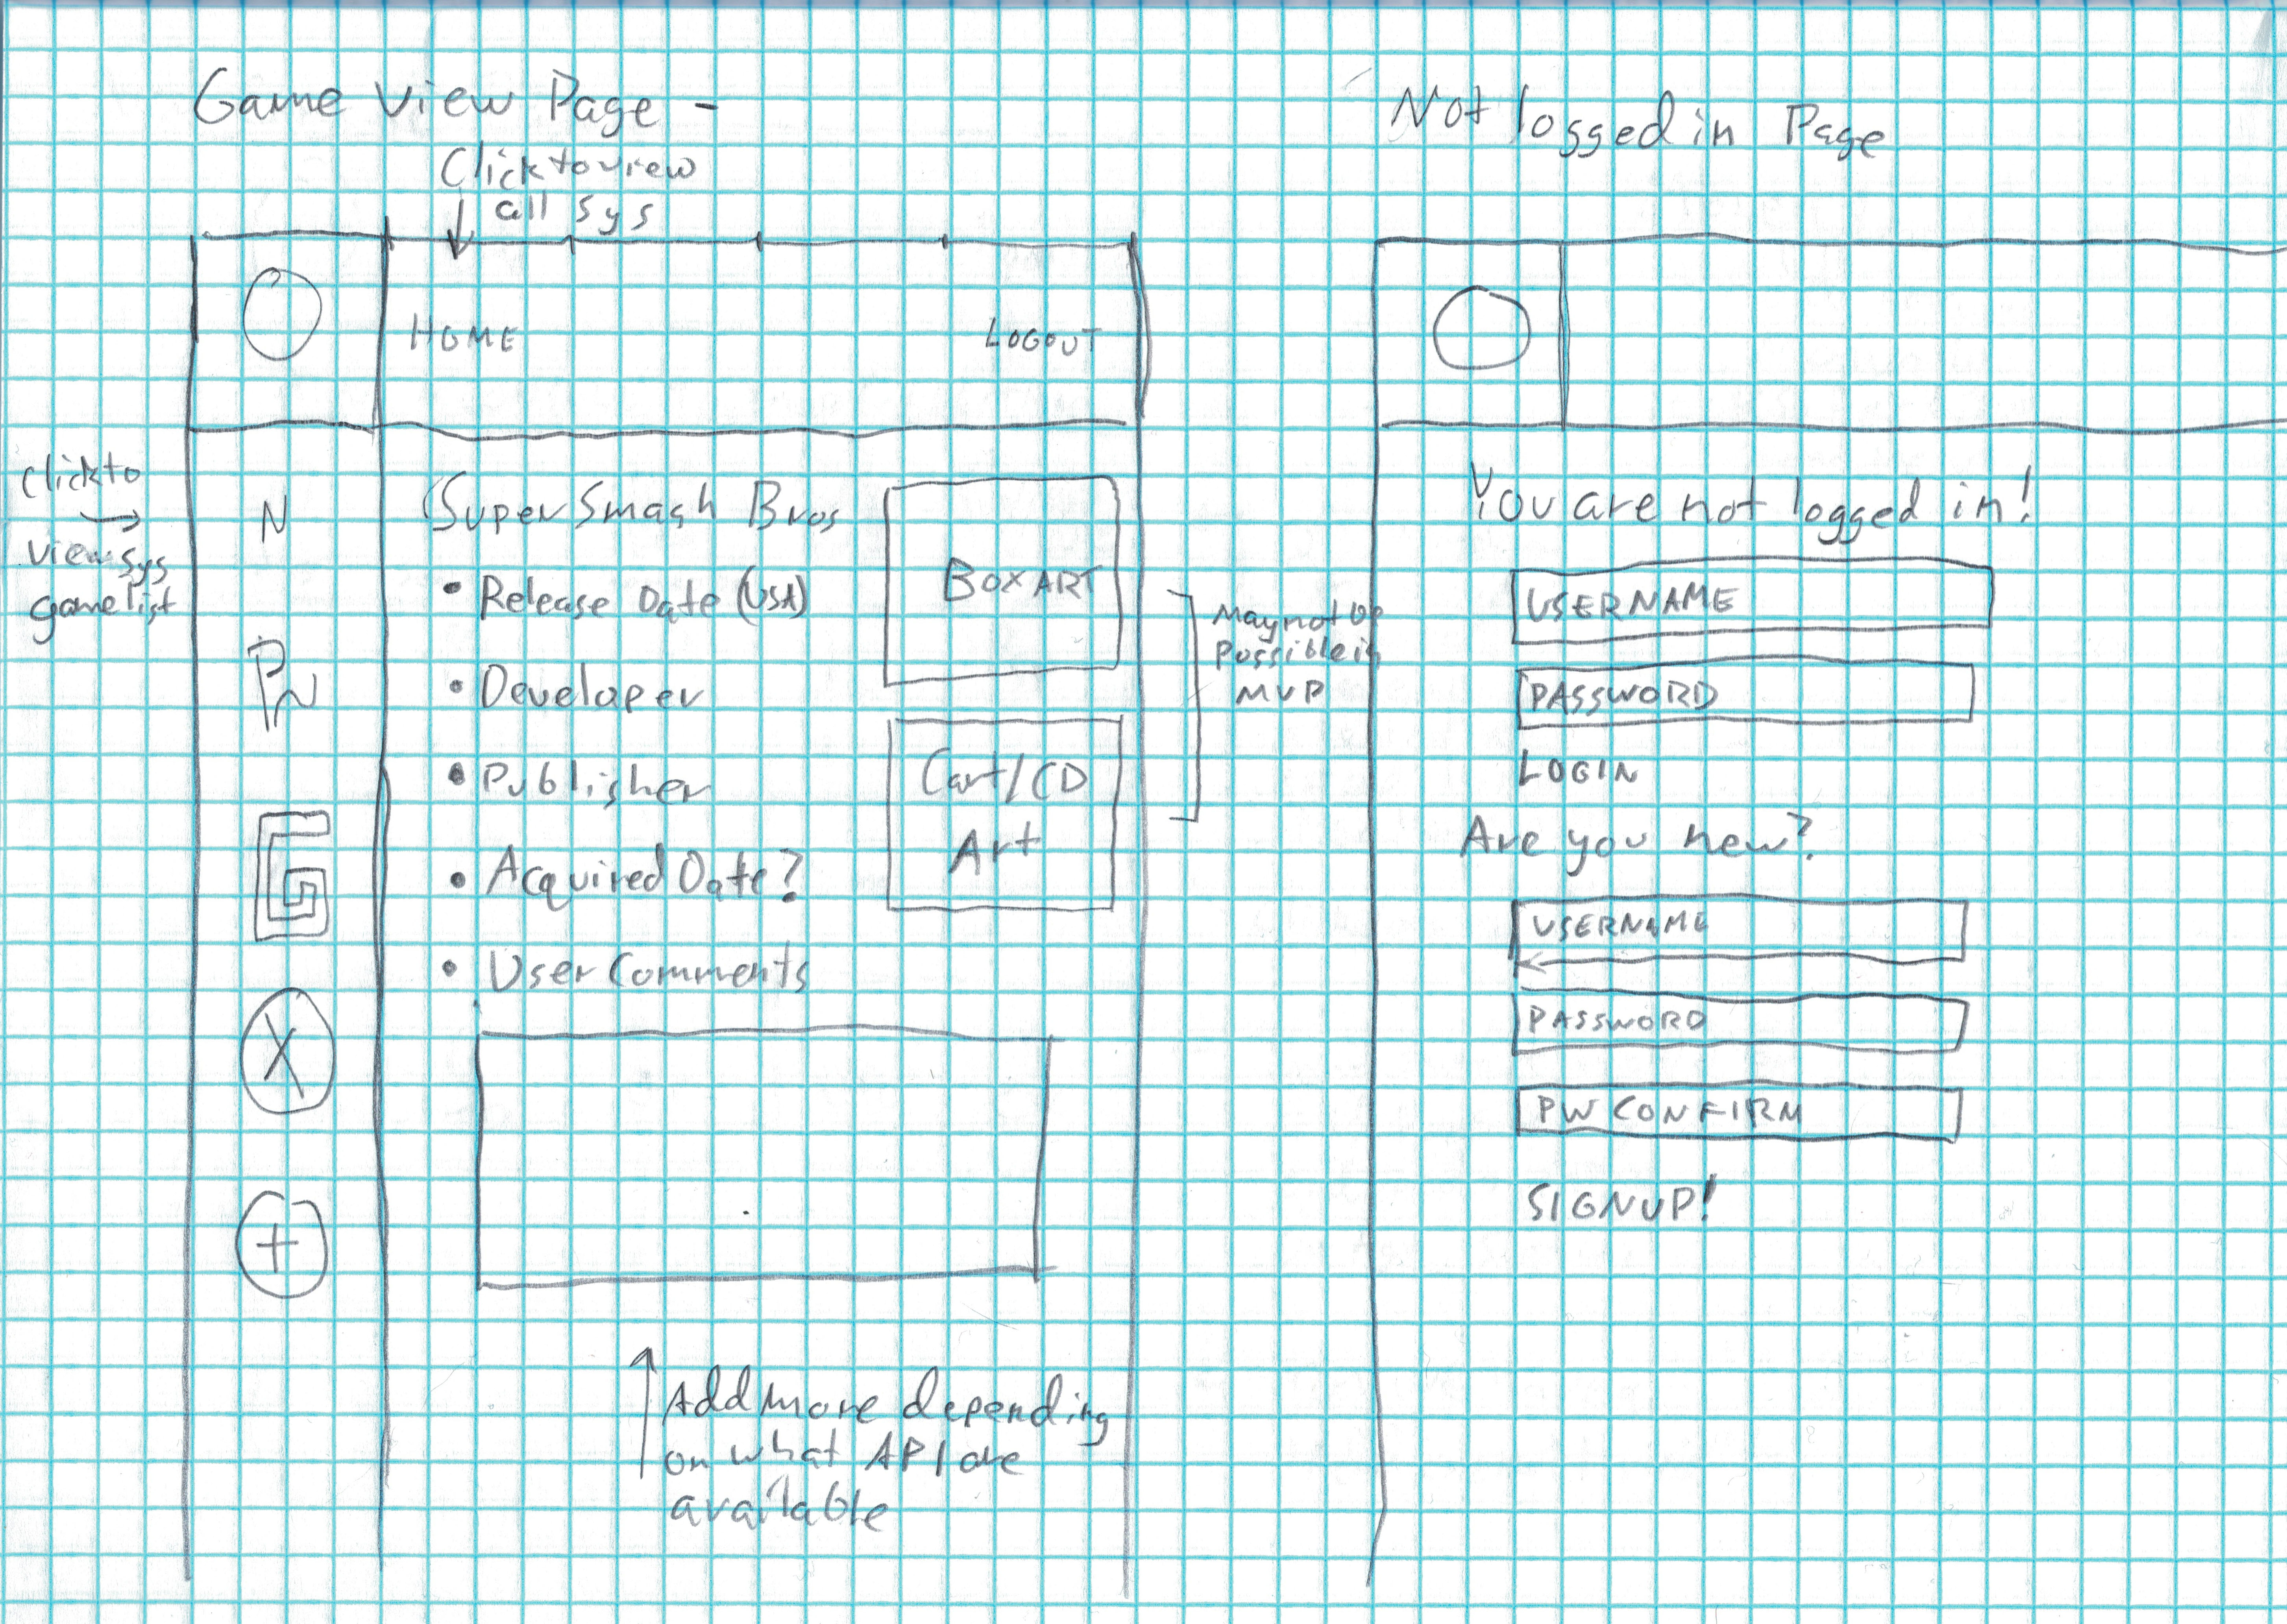 Game View Page -
Click to view
all sys
HOME
LOGOUT
Click to
view sys
game list
N
X
+
Super Smash Bros
• Release Date (USA)
• Developer
• Publisher
• Acquired Date?
• User Comments
BOX ART
Cart/CD
Art
May not be
Possible in
MVP
Add more depending
on what API are
available
Not logged in Page
You are not logged in!
USERNAME
PASSWORD
LOGIN
Are you new?
USERNAME
PASSWORD
PW CONFIRM
SIGNUP!